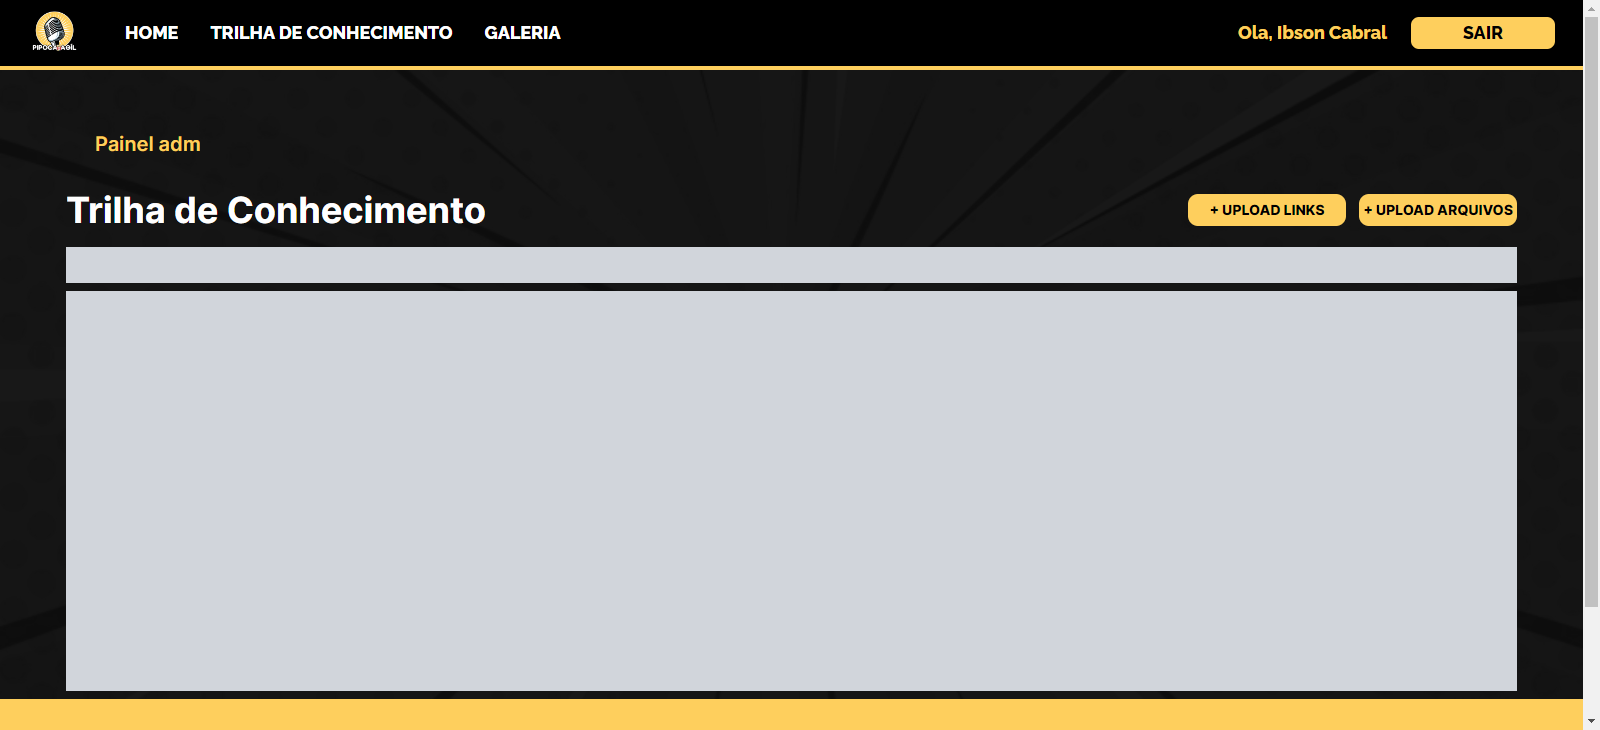 PIPOCA ÁGIL
HOME TRILHA DE CONHECIMENTO GALERIA Ola, Ibson Cabral SAIR
Painel adm
Trilha de Conhecimento + UPLOAD LINKS + UPLOAD ARQUIVOS